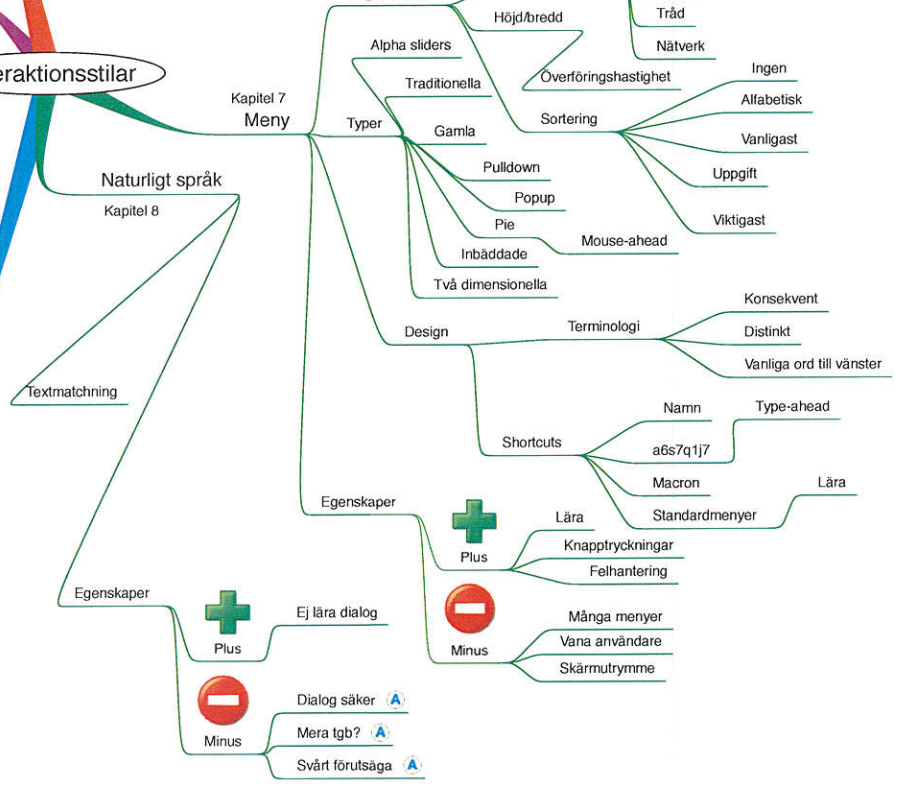 Tråd
Höjd/bredd
Nätverk
Alpha sliders
Överföringshastighet
Ingen
eraktionsstilar
Traditionella
Alfabetisk
Kapitel 7
Meny
Typer
Gamla
Sortering
Vanligast
Pulldown
Uppgift
Naturligt språk
Kapitel 8
Popup
Pie
Viktigast
Mouse-ahead
Inbäddade
Två dimensionella
Konsekvent
Design
Terminologi
Distinkt
Vanliga ord till vänster
Textmatchning
Namn
Type-ahead
Shortcuts
a6s7q1j7
Macron
Lära
Standardmenyer
Egenskaper
Plus
Lära
Knapptryckningar
Felhantering
Minus
Många menyer
Vana användare
Skärmutrymme
Egenskaper
Plus
Ej lära dialog
Minus
Dialog säker A
Mera tgb? A
Svårt förutsäga A